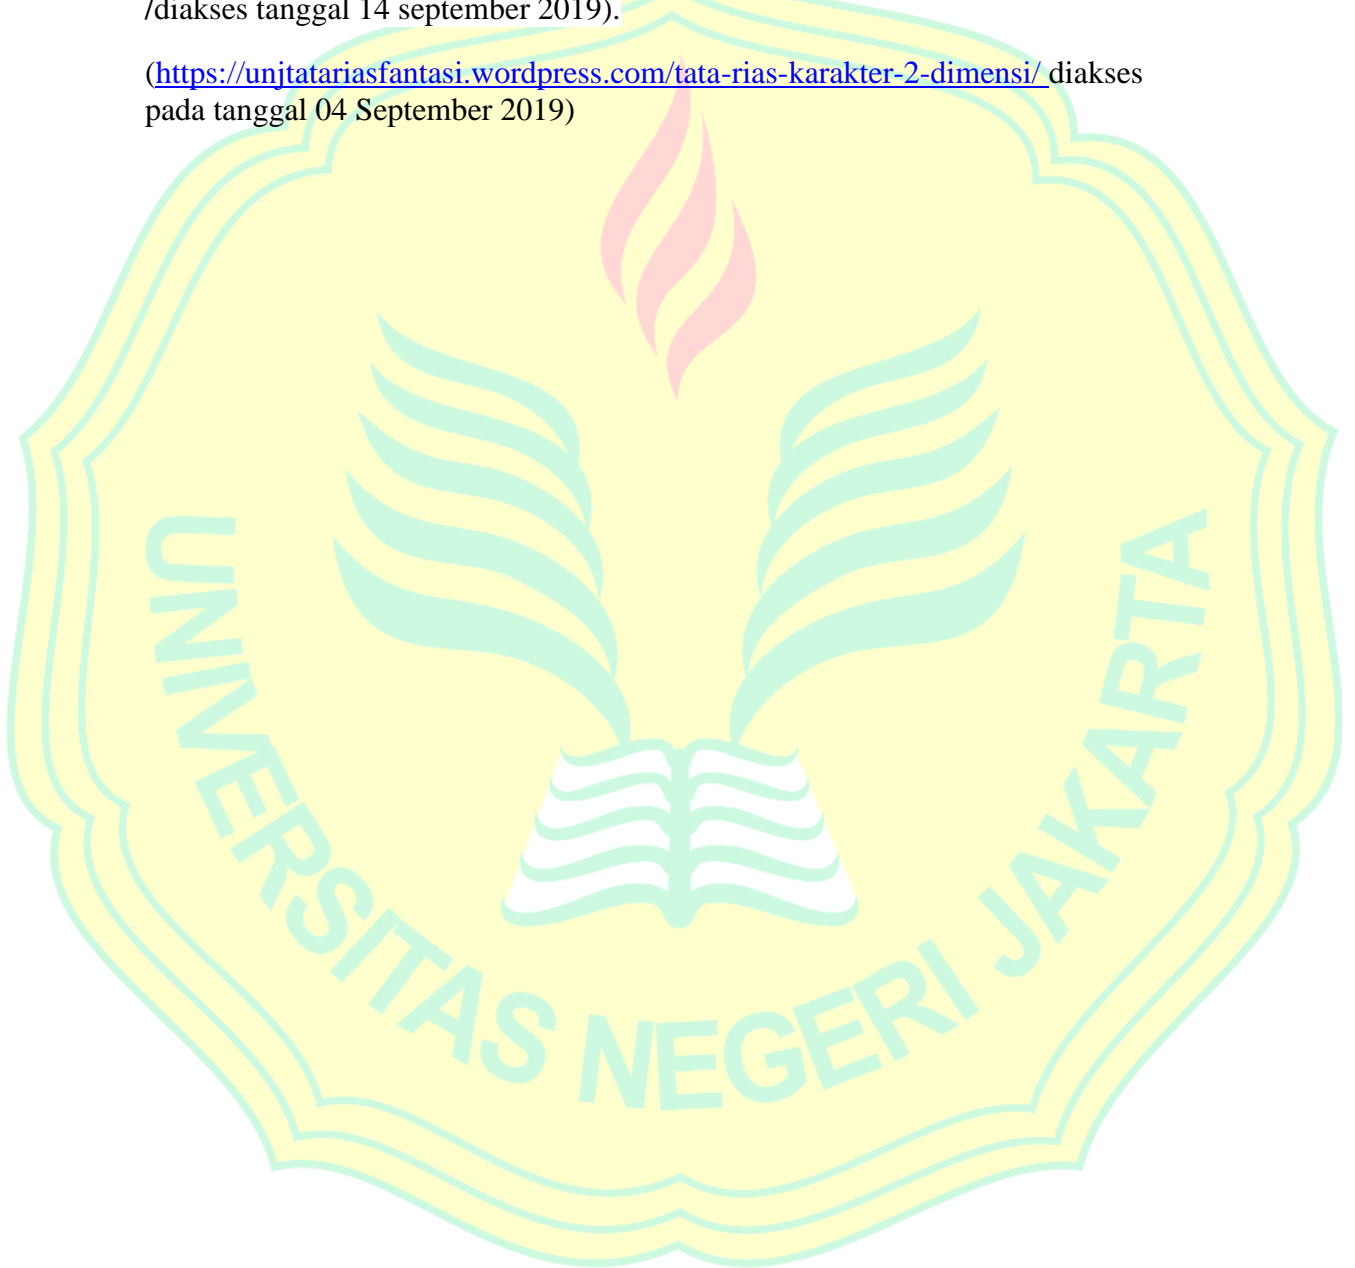 /diakses tanggal 14 september 2019).
(https://unjtatariasfantasi.wordpress.com/tata-rias-karakter-2-dimensi/ diakses
pada tanggal 04 September 2019)
UNIVERSITAS NEGERI JAKARTA